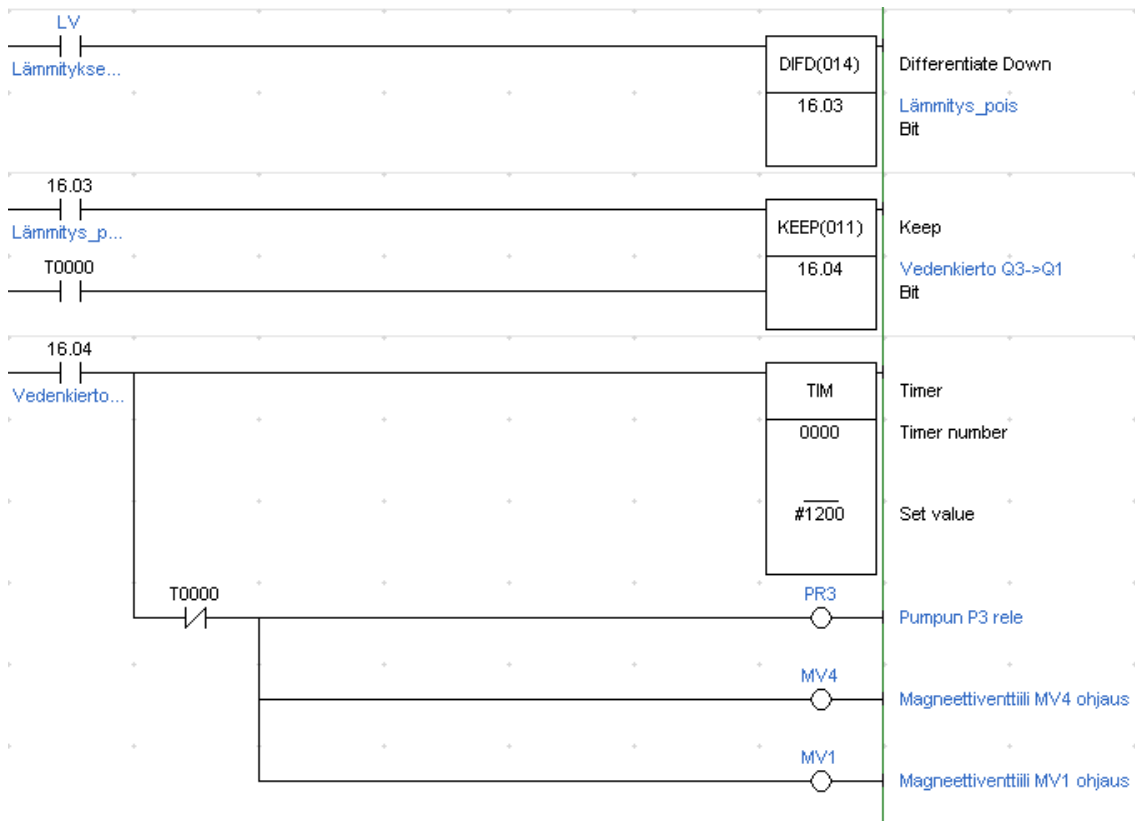 LV
Lämmitykse...
DIFD(014)
Differentiate Down
16.03
Lämmitys_pois
Bit
16.03
Lämmitys_p...
KEEP(011)
Keep
T0000
16.04
Vedenkierto Q3->Q1
Bit
16.04
Vedenkierto...
TIM
Timer
0000
Timer number
#1200
Set value
T0000
PR3
Pumpun P3 rele
MV4
Magneettiventtiili MV4 ohjaus
MV1
Magneettiventtiili MV1 ohjaus